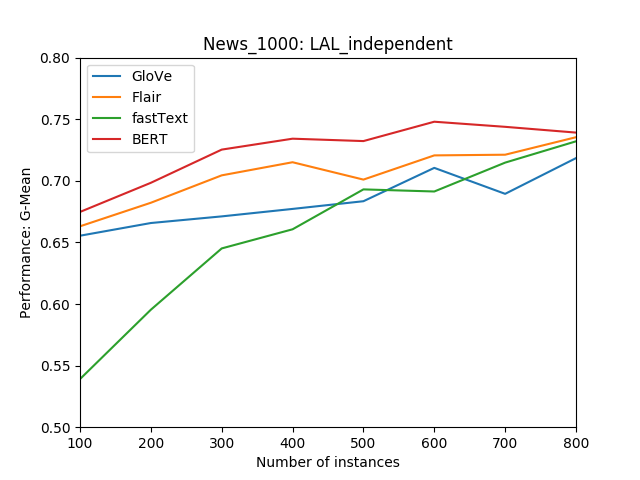 News_1000: LAL_independent
0.80
0.75
0.70
0.65
0.60
0.55
0.50
Performance: G-Mean
GloVe
Flair
fastText
BERT
100 200 300 400 500 600 700 800
Number of instances